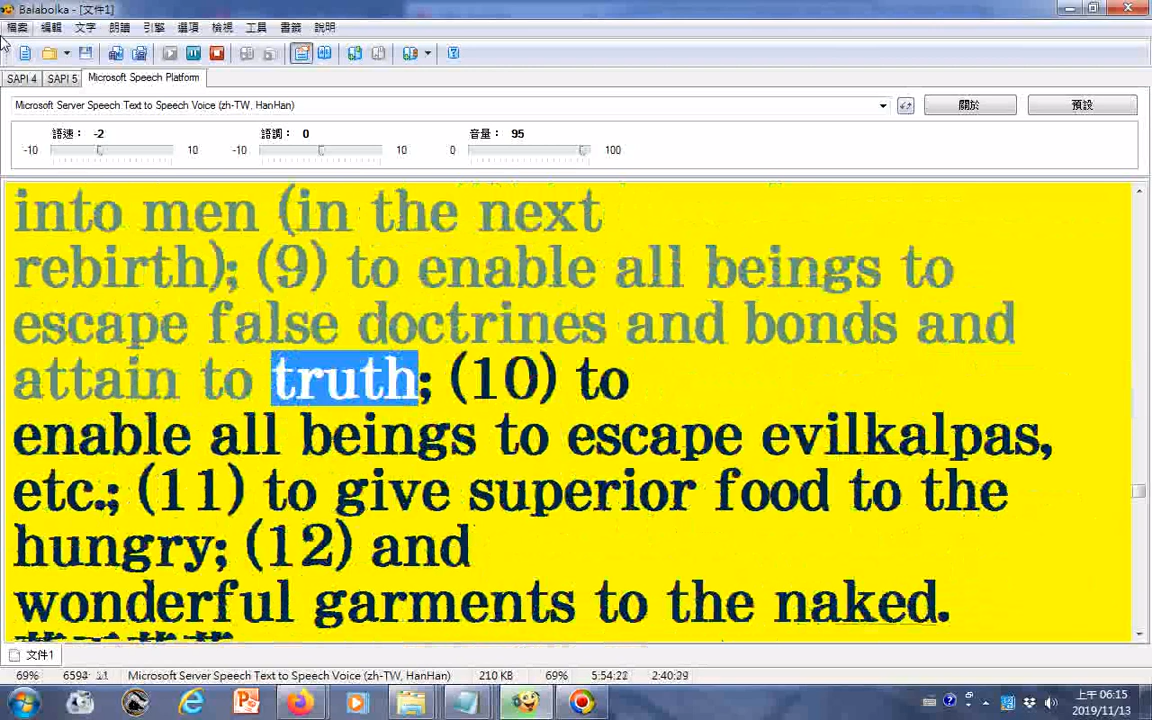 Balabolka - [文件1]
檔案 編輯 文字 朗讀 引擎 選項 檢視 工具 書籤 說明
SAPI 4 SAPI 5 Microsoft Speech Platform
Microsoft Server Speech Text to Speech Voice (zh-TW, HanHan) 關於 預設
語速： -2 語調： 0 音量： 95
-10 10 -10 10 0 100
into men (in the next
rebirth); (9) to enable all beings to
escape false doctrines and bonds and
attain to truth; (10) to
enable all beings to escape evilkalpas,
etc.; (11) to give superior food to the
hungry; (12) and
wonderful garments to the naked.
文件1
69% Microsoft Server Speech Text to Speech Voice (zh-TW, HanHan) 210 KB 69% 5:54:22 2:40:29
上午 06:15
2019/11/13